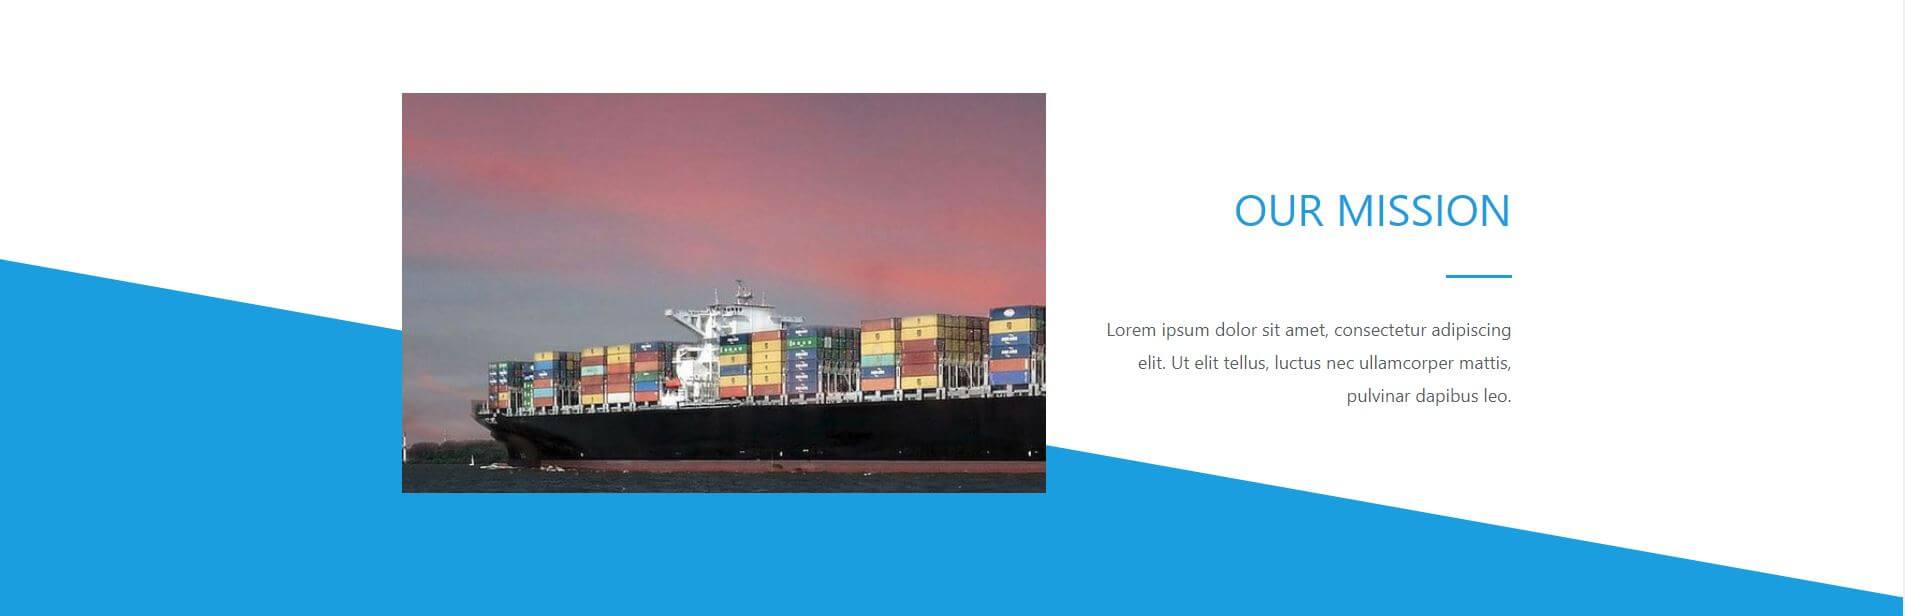 OUR MISSION
Lorem ipsum dolor sit amet, consectetur adipiscing
elit. Ut elit tellus, luctus nec ullamcorper mattis,
pulvinar dapibus leo.